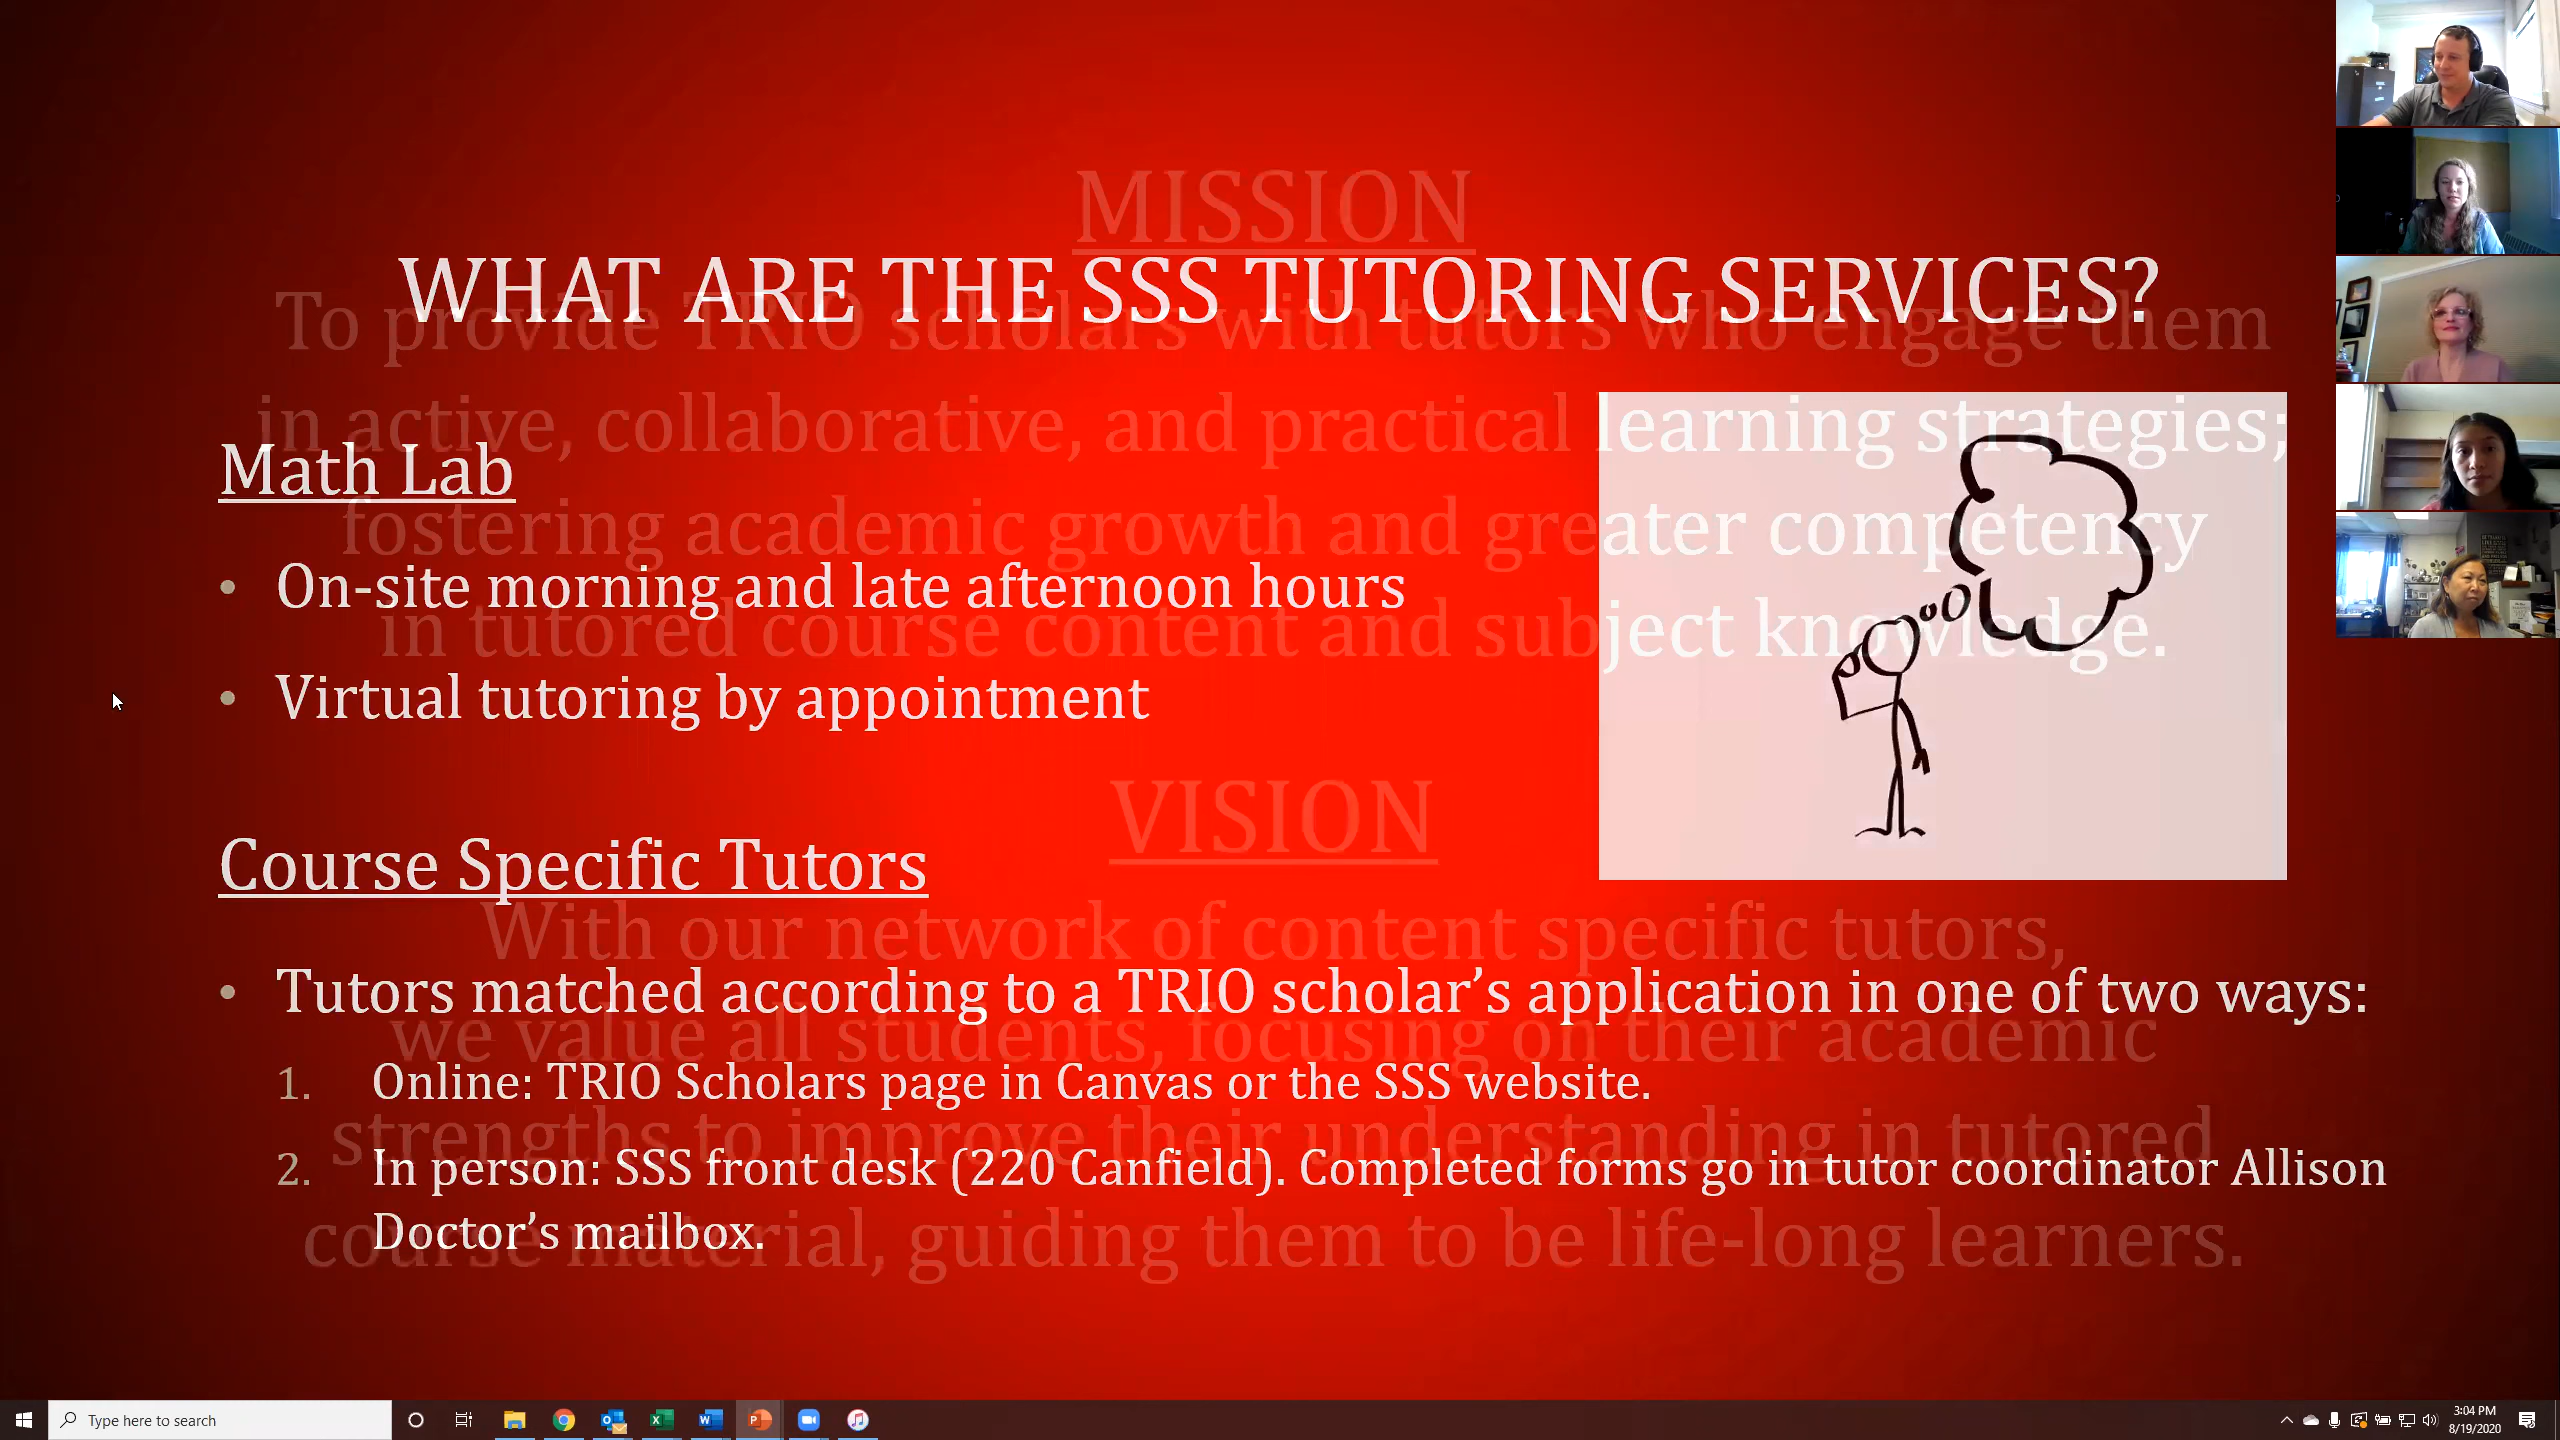 MISSION
WHAT ARE THE SSS TUTORING SERVICES?
To provide TRIO scholars with tutors who engage them
in active, collaborative, and practical learning strategies;
Math Lab
fostering academic growth and greater competency
• On-site morning and late afternoon hours
in tutored course content and subject knowledge.
• Virtual tutoring by appointment
VISION
Course Specific Tutors
With our network of content specific tutors,
• Tutors matched according to a TRIO scholar’s application in one of two ways:
we value all students, focusing on their academic
1. Online: TRIO Scholars page in Canvas or the SSS website.
strengths to improve their understanding in tutored
2. In person: SSS front desk (220 Canfield). Completed forms go in tutor coordinator Allison
Doctor’s mailbox.
course material, guiding them to be life-long learners.
Type here to search
3:04 PM
8/19/2020